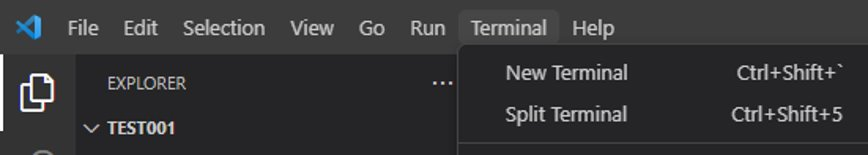 File Edit Selection View Go Run Terminal Help
EXPLORER ···
New Terminal Ctrl+Shift+`
Split Terminal Ctrl+Shift+5
TEST001